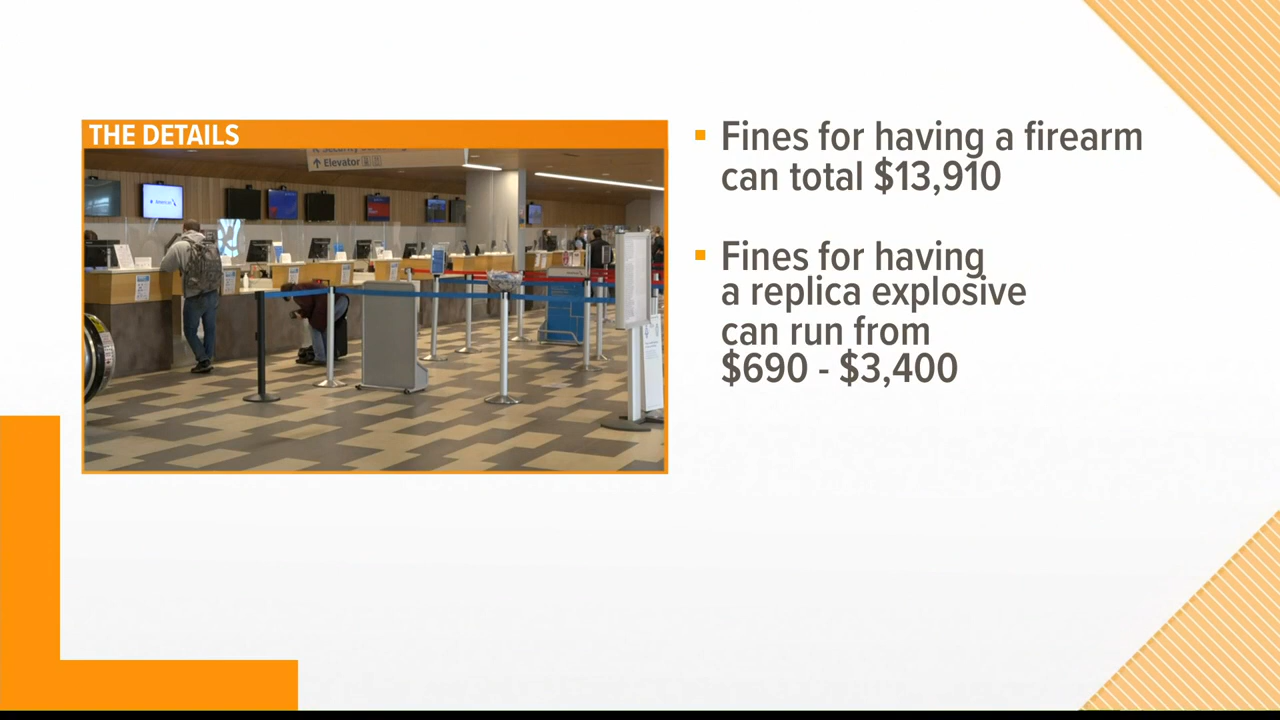 THE DETAILS
↑ Elevator
American
Fines for having a firearm
can total $13,910
Fines for having
a replica explosive
can run from
$690 - $3,400